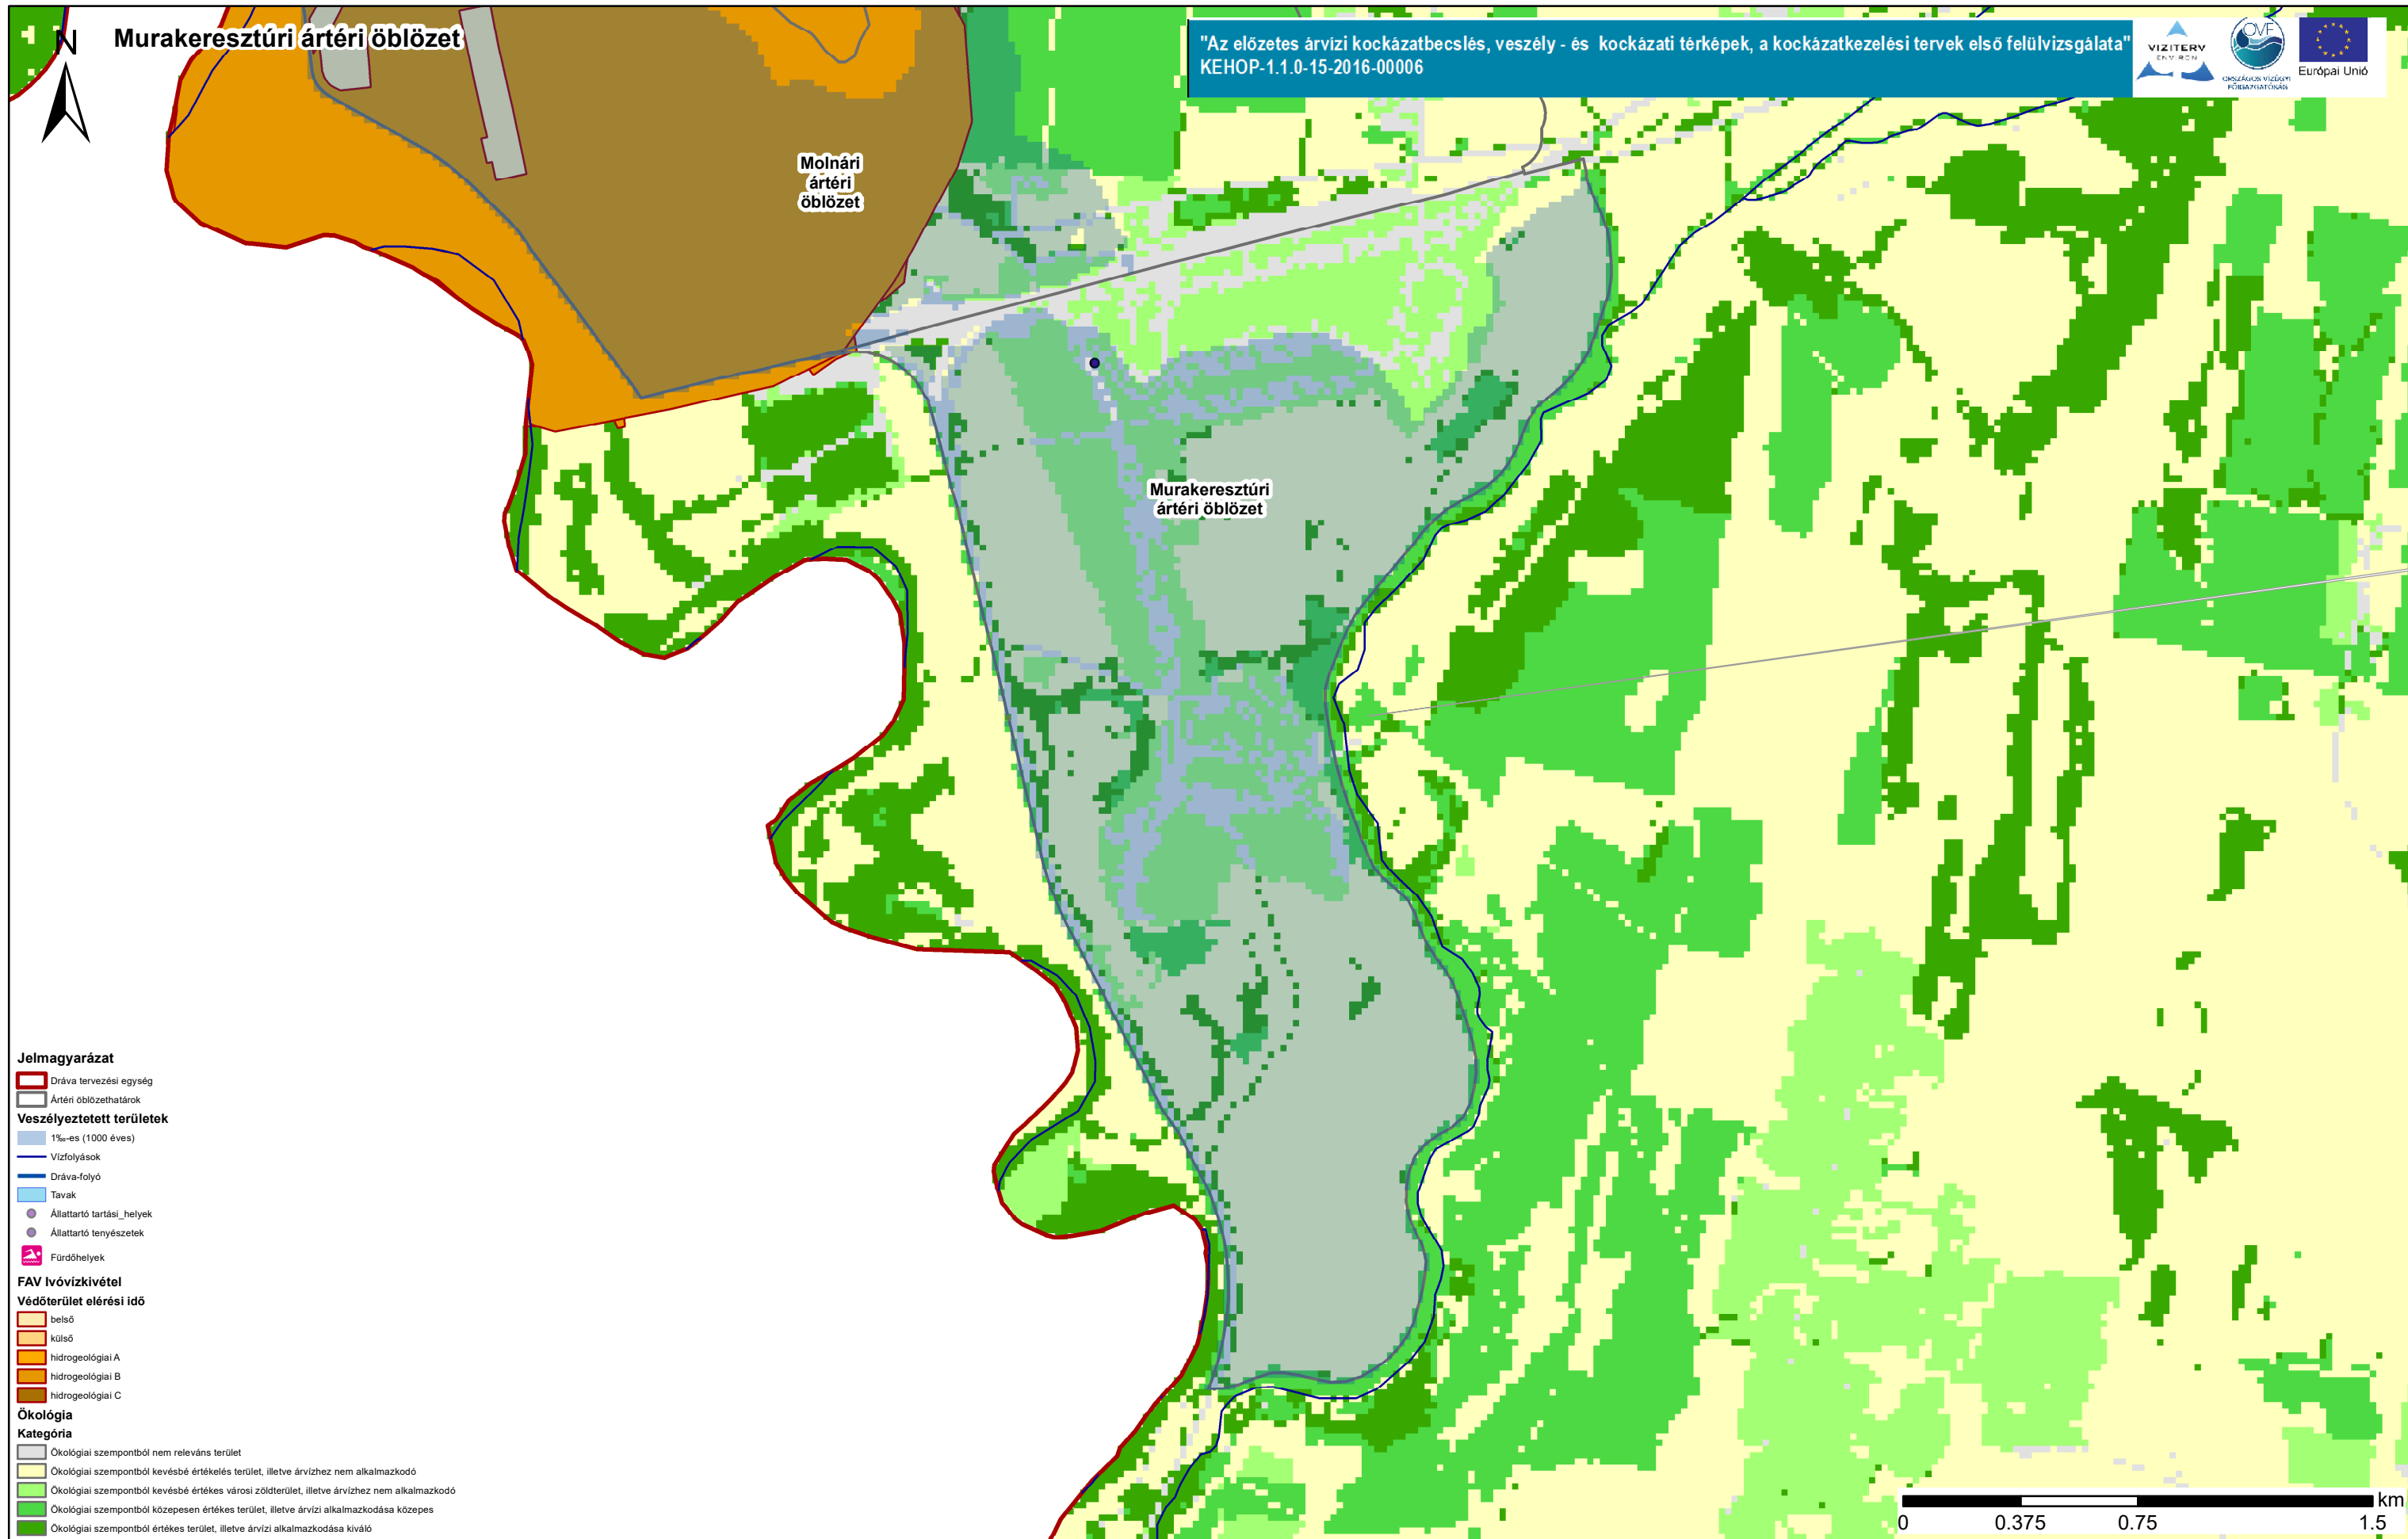 N
Murakeresztúri ártéri öblözet
"Az előzetes árvízi kockázatbecslés, veszély - és kockázati térképek, a kockázatkezelési tervek első felülvizsgálata"
KEHOP-1.1.0-15-2016-00006
VIZITERV
ENVIRON
OVF
ORSZÁGOS VÍZÜGYI
FŐIGAZGATÓSÁG
Európai Unió
Molnári
ártéri
öblözet
Murakeresztúri
ártéri öblözet
Jelmagyarázat
Dráva tervezési egység
Ártéri öblözethatárok
Veszélyeztetett területek
1‰-es (1000 éves)
Vízfolyások
Dráva-folyó
Tavak
Állattartó tartási_helyek
Állattartó tenyészetek
Fürdőhelyek
FAV Ivóvízkivétel
Védőterület elérési idő
belső
külső
hidrogeológiai A
hidrogeológiai B
hidrogeológiai C
Ökológia
Kategória
Ökológiai szempontból nem releváns terület
Ökológiai szempontból kevésbé értékelés terület, illetve árvízhez nem alkalmazkodó
Ökológiai szempontból kevésbé értékes városi zöldterület, illetve árvízhez nem alkalmazkodó
Ökológiai szempontból közepesen értékes terület, illetve árvízi alkalmazkodása közepes
Ökológiai szempontból értékes terület, illetve árvízi alkalmazkodása kiváló
km
0 0.375 0.75 1.5